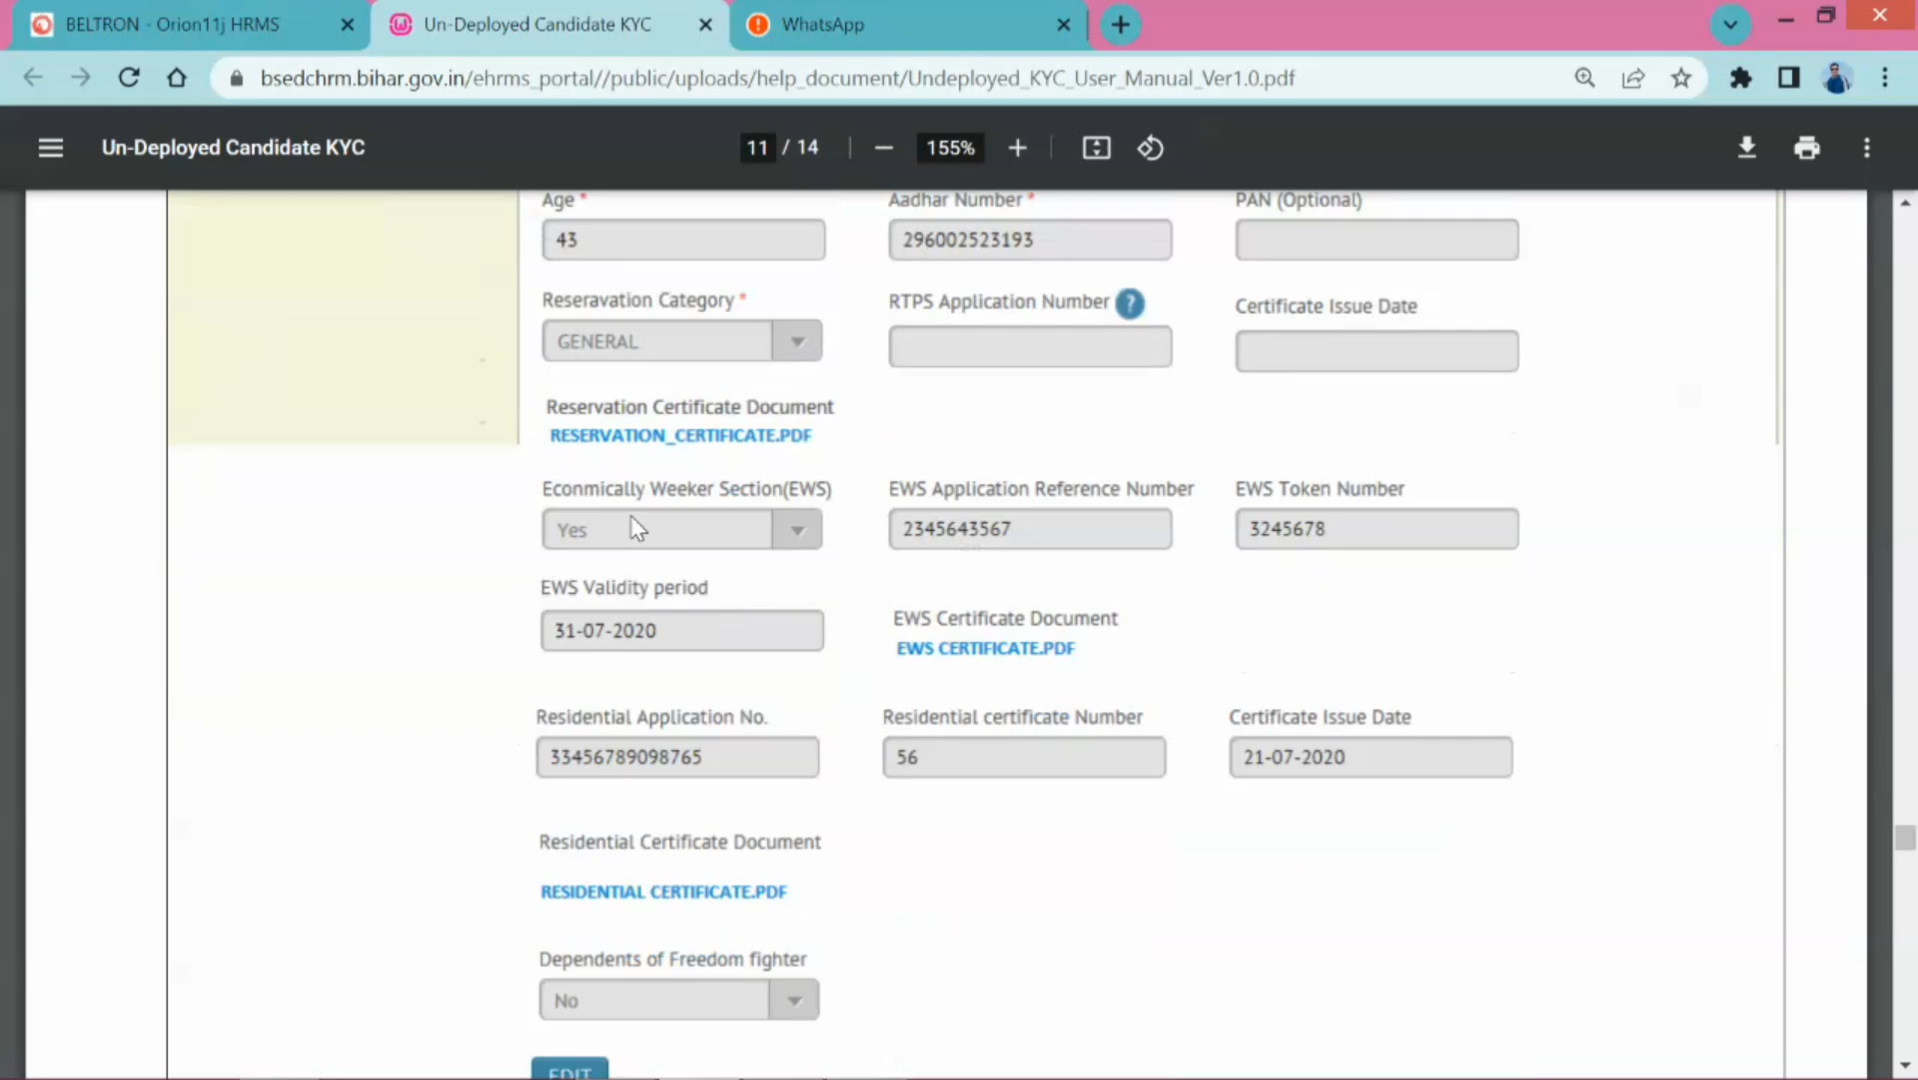 BELTRON - Orion11j HRMS
Un-Deployed Candidate KYC
WhatsApp
bsedchrm.bihar.gov.in/ehrms_portal//public/uploads/help_document/Undeployed_KYC_User_Manual_Ver1.0.pdf
Un-Deployed Candidate KYC
11 / 14
155%
Age *
Aadhar Number *
PAN (Optional)
43
296002523193
Reseravation Category *
RTPS Application Number ?
Certificate Issue Date
GENERAL
Reservation Certificate Document
RESERVATION_CERTIFICATE.PDF
Econmically Weeker Section(EWS)
EWS Application Reference Number
EWS Token Number
Yes
2345643567
3245678
EWS Validity period
31-07-2020
EWS Certificate Document
EWS CERTIFICATE.PDF
Residential Application No.
Residential certificate Number
Certificate Issue Date
33456789098765
56
21-07-2020
Residential Certificate Document
RESIDENTIAL CERTIFICATE.PDF
Dependents of Freedom fighter
No
EDIT